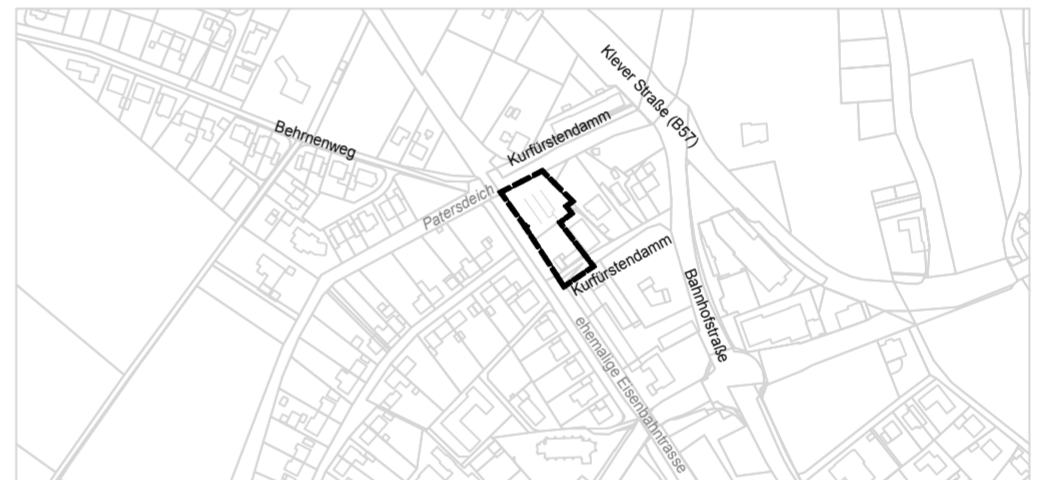 Klever Straße (B57)
Behrnenweg
Kurfürstendamm
Patersdeich
Kurfürstendamm
Bahnhofstraße
ehemalige Eisenbahntrasse